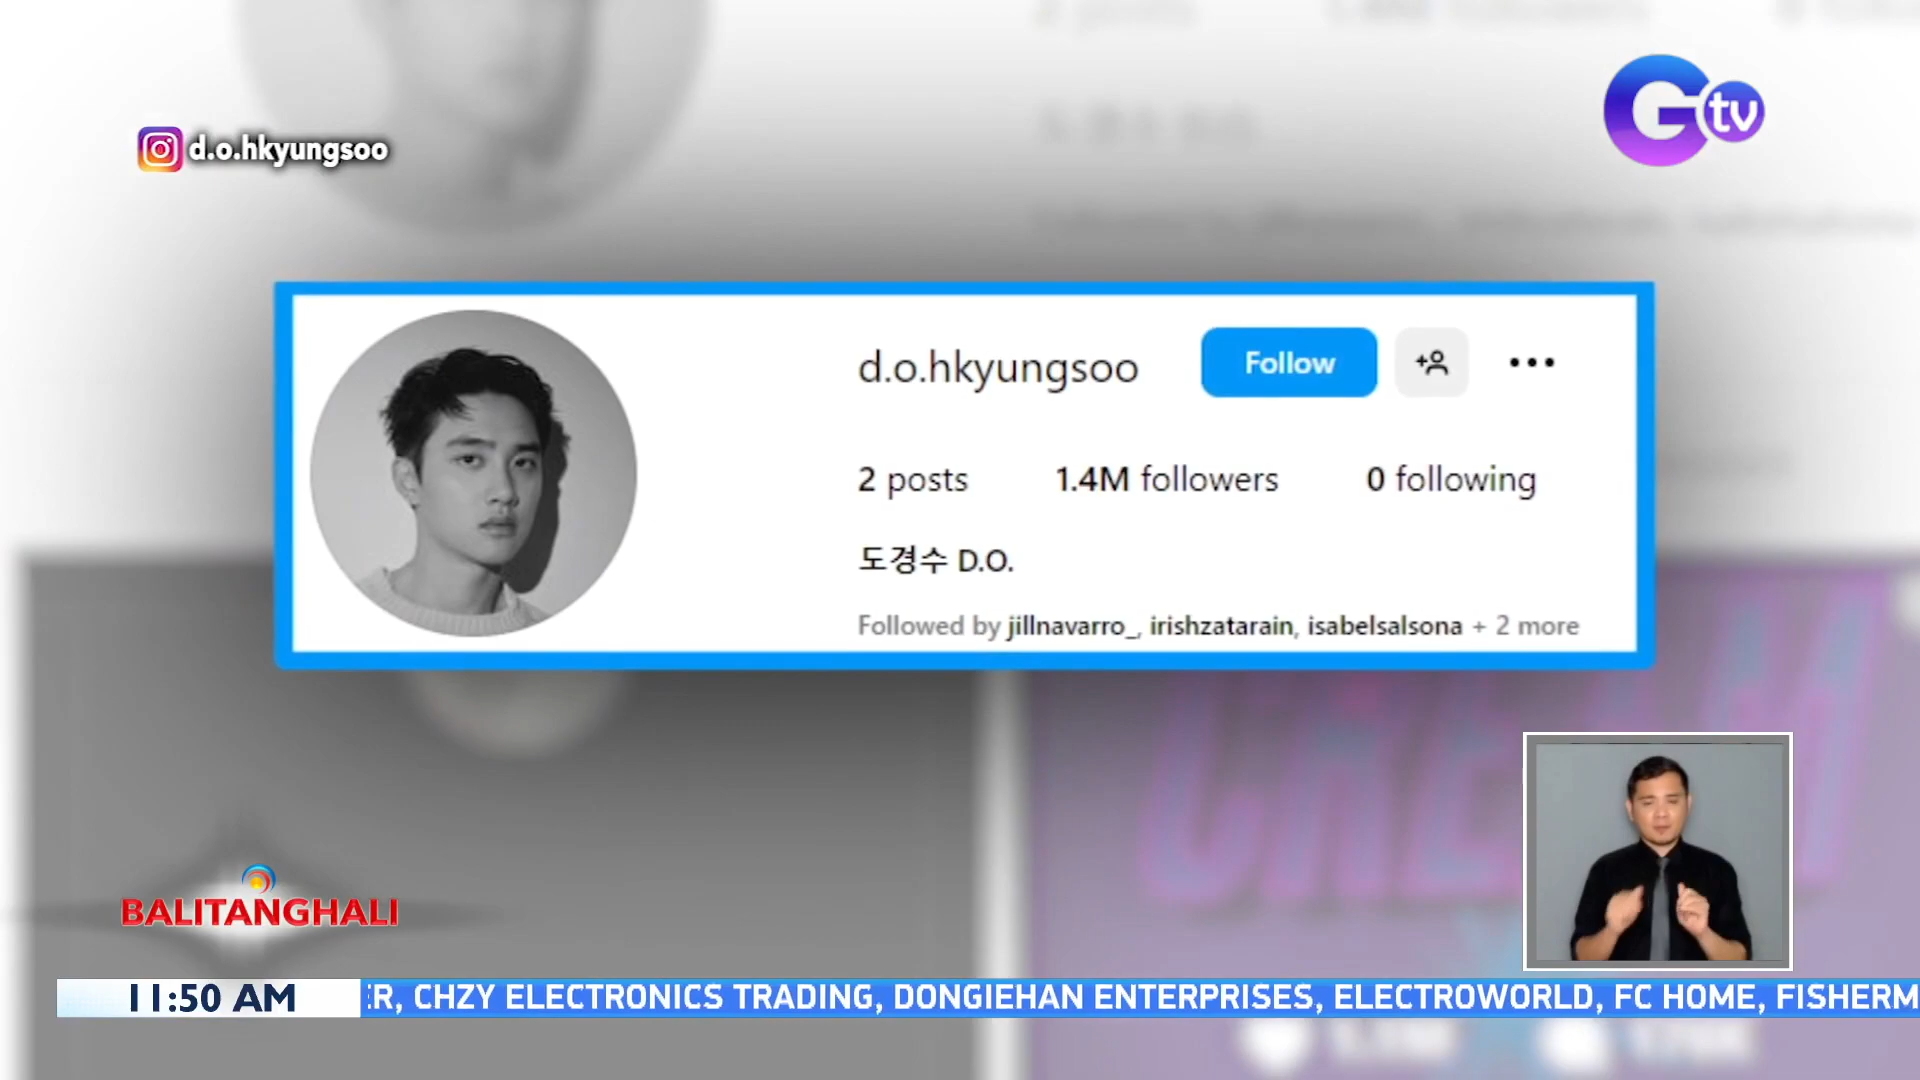 d.o.hkyungsoo
G tv
d.o.hkyungsoo
Follow
2 posts 1.4M followers 0 following
도경수 D.O.
Followed by jillnavarro_, irishzatarain, isabelsalsona + 2 more
BALITANGHALI
11:50 AM
ER, CHZY ELECTRONICS TRADING, DONGIEHAN ENTERPRISES, ELECTROWORLD, FC HOME, FISHERM